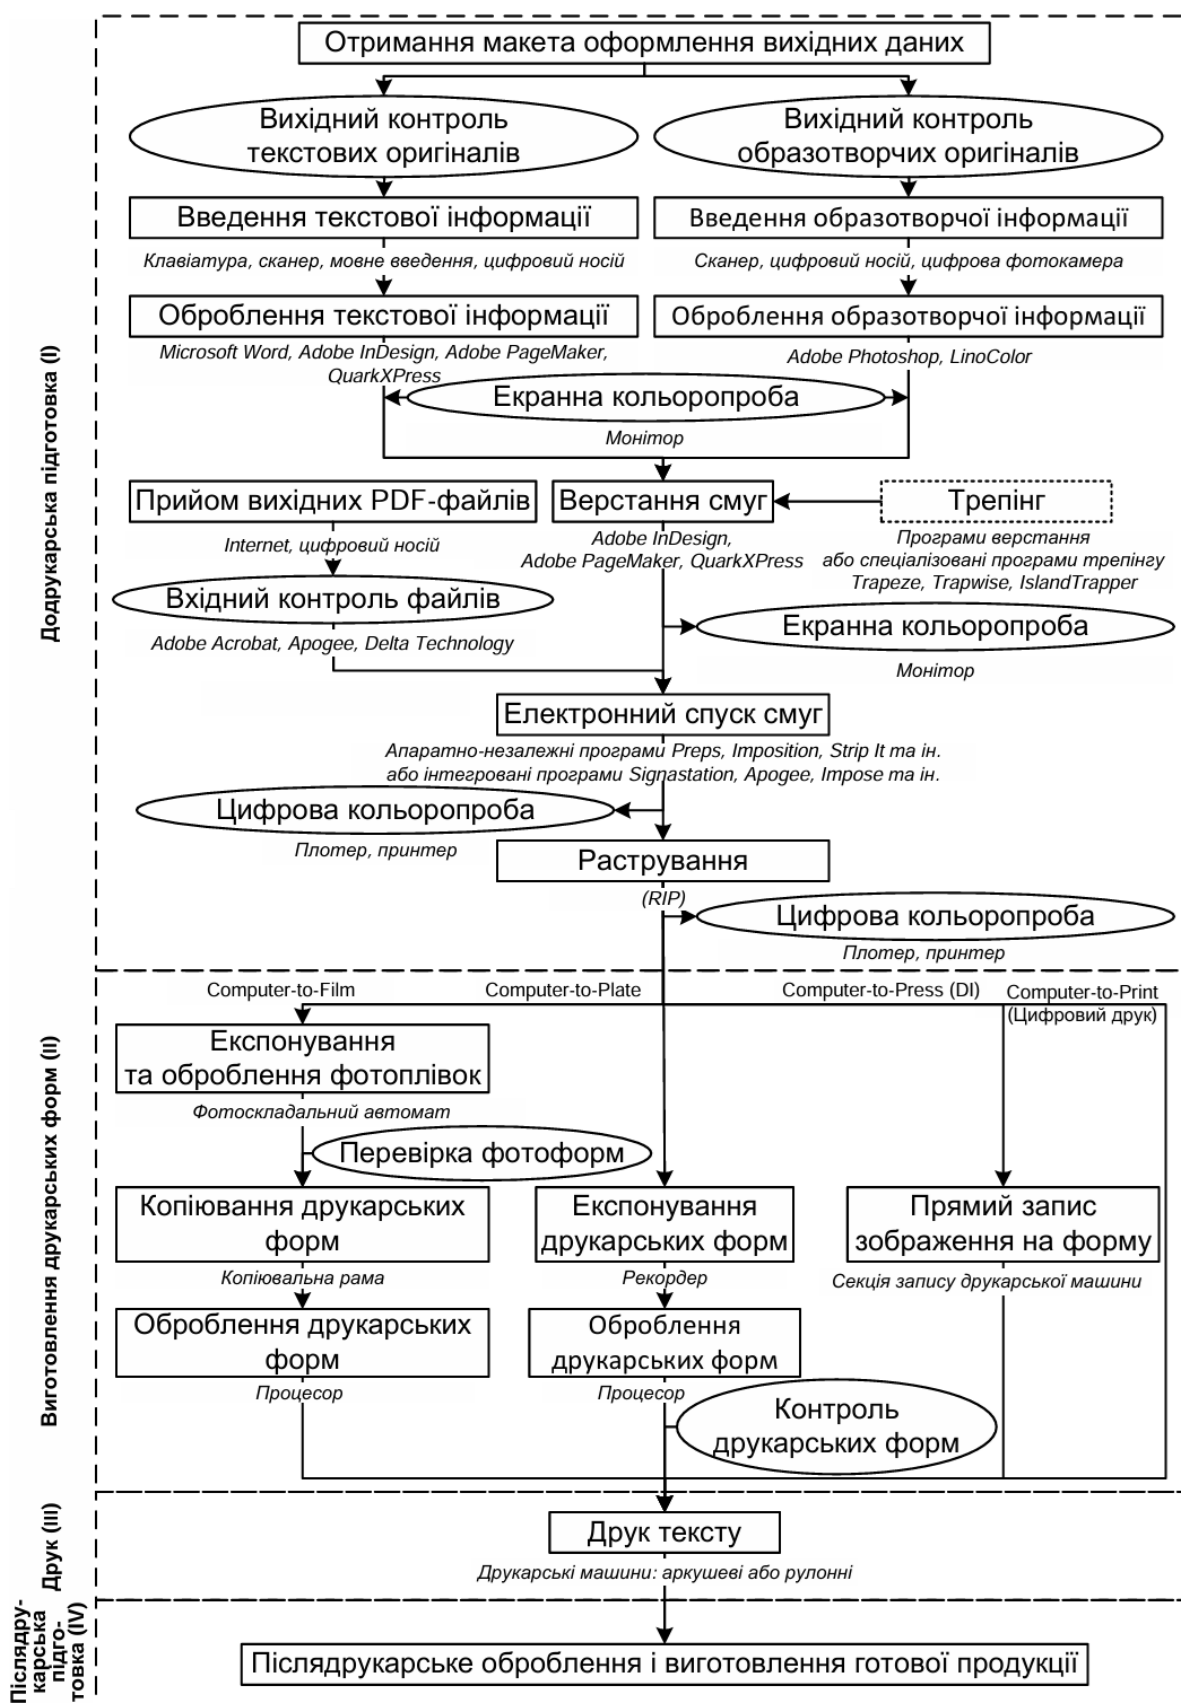 Отримання макета оформлення вихідних даних
Вихідний контроль
текстових оригіналів
Вихідний контроль
образотворчих оригіналів
Введення текстової інформації
Введення образотворчої інформації
Клавіатура, сканер, мовне введення, цифровий носій
Сканер, цифровий носій, цифрова фотокамера
Оброблення текстової інформації
Оброблення образотворчої інформації
Microsoft Word, Adobe InDesign, Adobe PageMaker,
QuarkXPress
Adobe Photoshop, LinoColor
Екранна кольоропроба
Монітор
Прийом вихідних PDF-файлів
Верстання смуг
Трепінг
Internet, цифровий носій
Adobe InDesign,
Adobe PageMaker, QuarkXPress
Програми верстання
або спеціалізовані програми трепінгу
Trapeze, Trapwise, IslandTrapper
Вхідний контроль файлів
Adobe Acrobat, Apogee, Delta Technology
Екранна кольоропроба
Монітор
Електронний спуск смуг
Апаратно-незалежні програми Preps, Imposition, Strip It та ін.
або інтегровані програми Signastation, Apogee, Impose та ін.
Цифрова кольоропроба
Плотер, принтер
Растрування
(RIP)
Цифрова кольоропроба
Плотер, принтер
Додрукарська підготовка (I)
Computer-to-Film
Computer-to-Plate
Computer-to-Press (DI)
Computer-to-Print
(Цифровий друк)
Експонування
та оброблення фотоплівок
Фотоскладальний автомат
Перевірка фотоформ
Копіювання друкарських
форм
Експонування
друкарських форм
Прямий запис
зображення на форму
Копіювальна рама
Рекордер
Секція запису друкарської машини
Оброблення друкарських
форм
Оброблення
друкарських форм
Процесор
Процесор
Контроль
друкарських форм
Виготовлення друкарських форм (II)
Друк тексту
Друкарські машини: аркушеві або рулонні
Друк (III)
Післядрукарське оброблення і виготовлення готової продукції
Післядру-
карська
підго-
товка (IV)